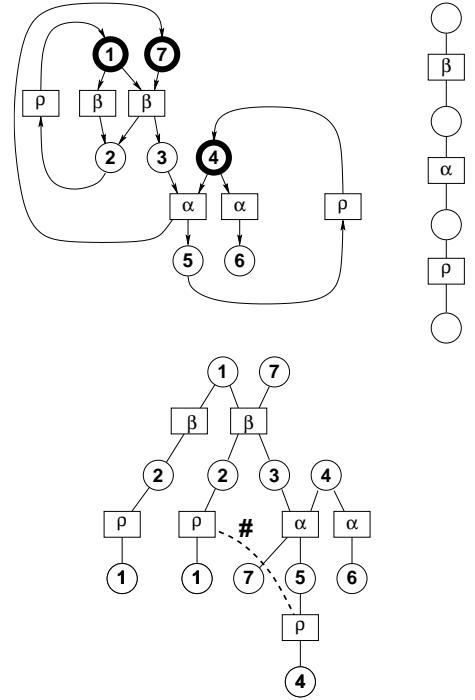 1 7
β
ρ β β
2 3 4
α
α α ρ
5 6
ρ
1 7
β β
2 2 3 4
ρ ρ # α α
1 1 7 5 6
ρ
4